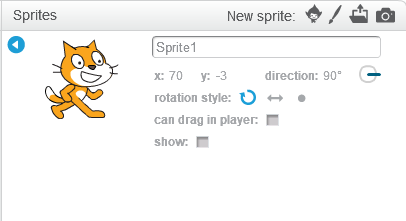 Sprites New sprite:
Sprite1
x: 70 y: -3 direction: 90°
rotation style:
can drag in player:
show: